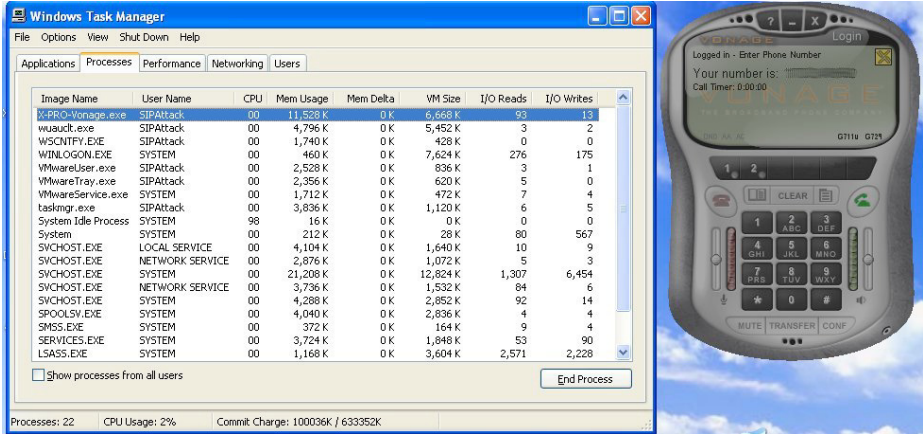 Windows Task Manager
File Options View Shut Down Help
Applications Processes Performance Networking Users
Image Name User Name CPU Mem Usage Mem Delta VM Size I/O Reads I/O Writes
X-PRO-Vonage.exe SIPAttack 00 11,528 K 0 K 6,668 K 93 13
wuauclt.exe SIPAttack 00 4,796 K 0 K 5,452 K 3 2
WSCNTFY.EXE SIPAttack 00 1,740 K 0 K 428 K 0 0
WINLOGON.EXE SYSTEM 00 460 K 0 K 7,624 K 276 175
VMwareUser.exe SIPAttack 00 2,528 K 0 K 836 K 3 1
VMwareTray.exe SIPAttack 00 2,356 K 0 K 620 K 5 0
VMwareService.exe SYSTEM 00 1,712 K 0 K 472 K 7 4
taskmgr.exe SIPAttack 00 3,836 K 0 K 1,120 K 6 5
System Idle Process SYSTEM 98 16 K 0 K 0 K 0 0
System SYSTEM 00 212 K 0 K 28 K 80 567
SVCHOST.EXE LOCAL SERVICE 00 4,104 K 0 K 1,640 K 10 9
SVCHOST.EXE NETWORK SERVICE 00 2,876 K 0 K 1,072 K 5 3
SVCHOST.EXE SYSTEM 00 21,208 K 0 K 12,824 K 1,307 6,454
SVCHOST.EXE NETWORK SERVICE 00 3,736 K 0 K 1,532 K 84 6
SVCHOST.EXE SYSTEM 00 4,288 K 0 K 2,852 K 92 14
SPOOLSV.EXE SYSTEM 00 4,040 K 0 K 2,836 K 4 4
SMSS.EXE SYSTEM 00 372 K 0 K 164 K 9 4
SERVICES.EXE SYSTEM 00 3,724 K 0 K 1,848 K 53 90
LSASS.EXE SYSTEM 00 1,168 K 0 K 3,604 K 2,571 2,228
Show processes from all users
End Process
Processes: 22 CPU Usage: 2% Commit Charge: 100036K / 633352K
? - X
VONAGE Login
Logged in - Enter Phone Number
Your number is:
Call Timer: 0:00:00
VONAGE
THE BROADBAND PHONE COMPANY
DND AA AC G711u G729
1 2
CLEAR
1 2 ABC 3 DEF
4 GHI 5 JKL 6 MNO
7 PRS 8 TUV 9 WXY
* 0 #
MUTE TRANSFER CONF